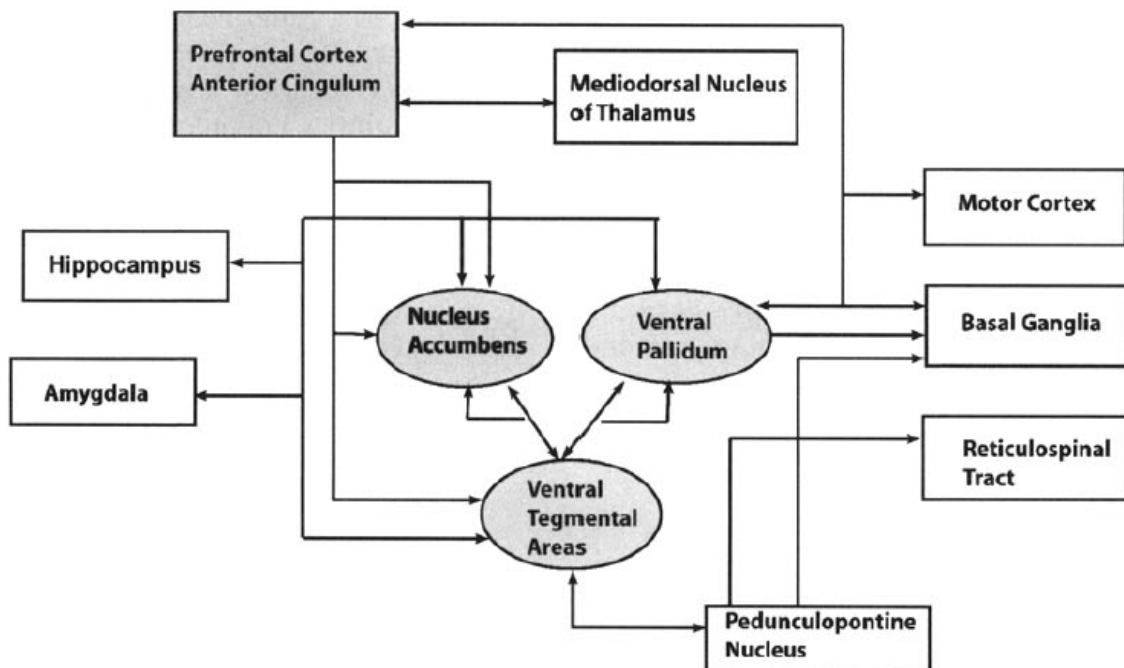 Prefrontal Cortex
Anterior Cingulum
Mediodorsal Nucleus
of Thalamus
Motor Cortex
Hippocampus
Nucleus
Accumbens
Ventral
Pallidum
Basal Ganglia
Amygdala
Reticulospinal
Tract
Ventral
Tegmental
Areas
Pedunculopontine
Nucleus